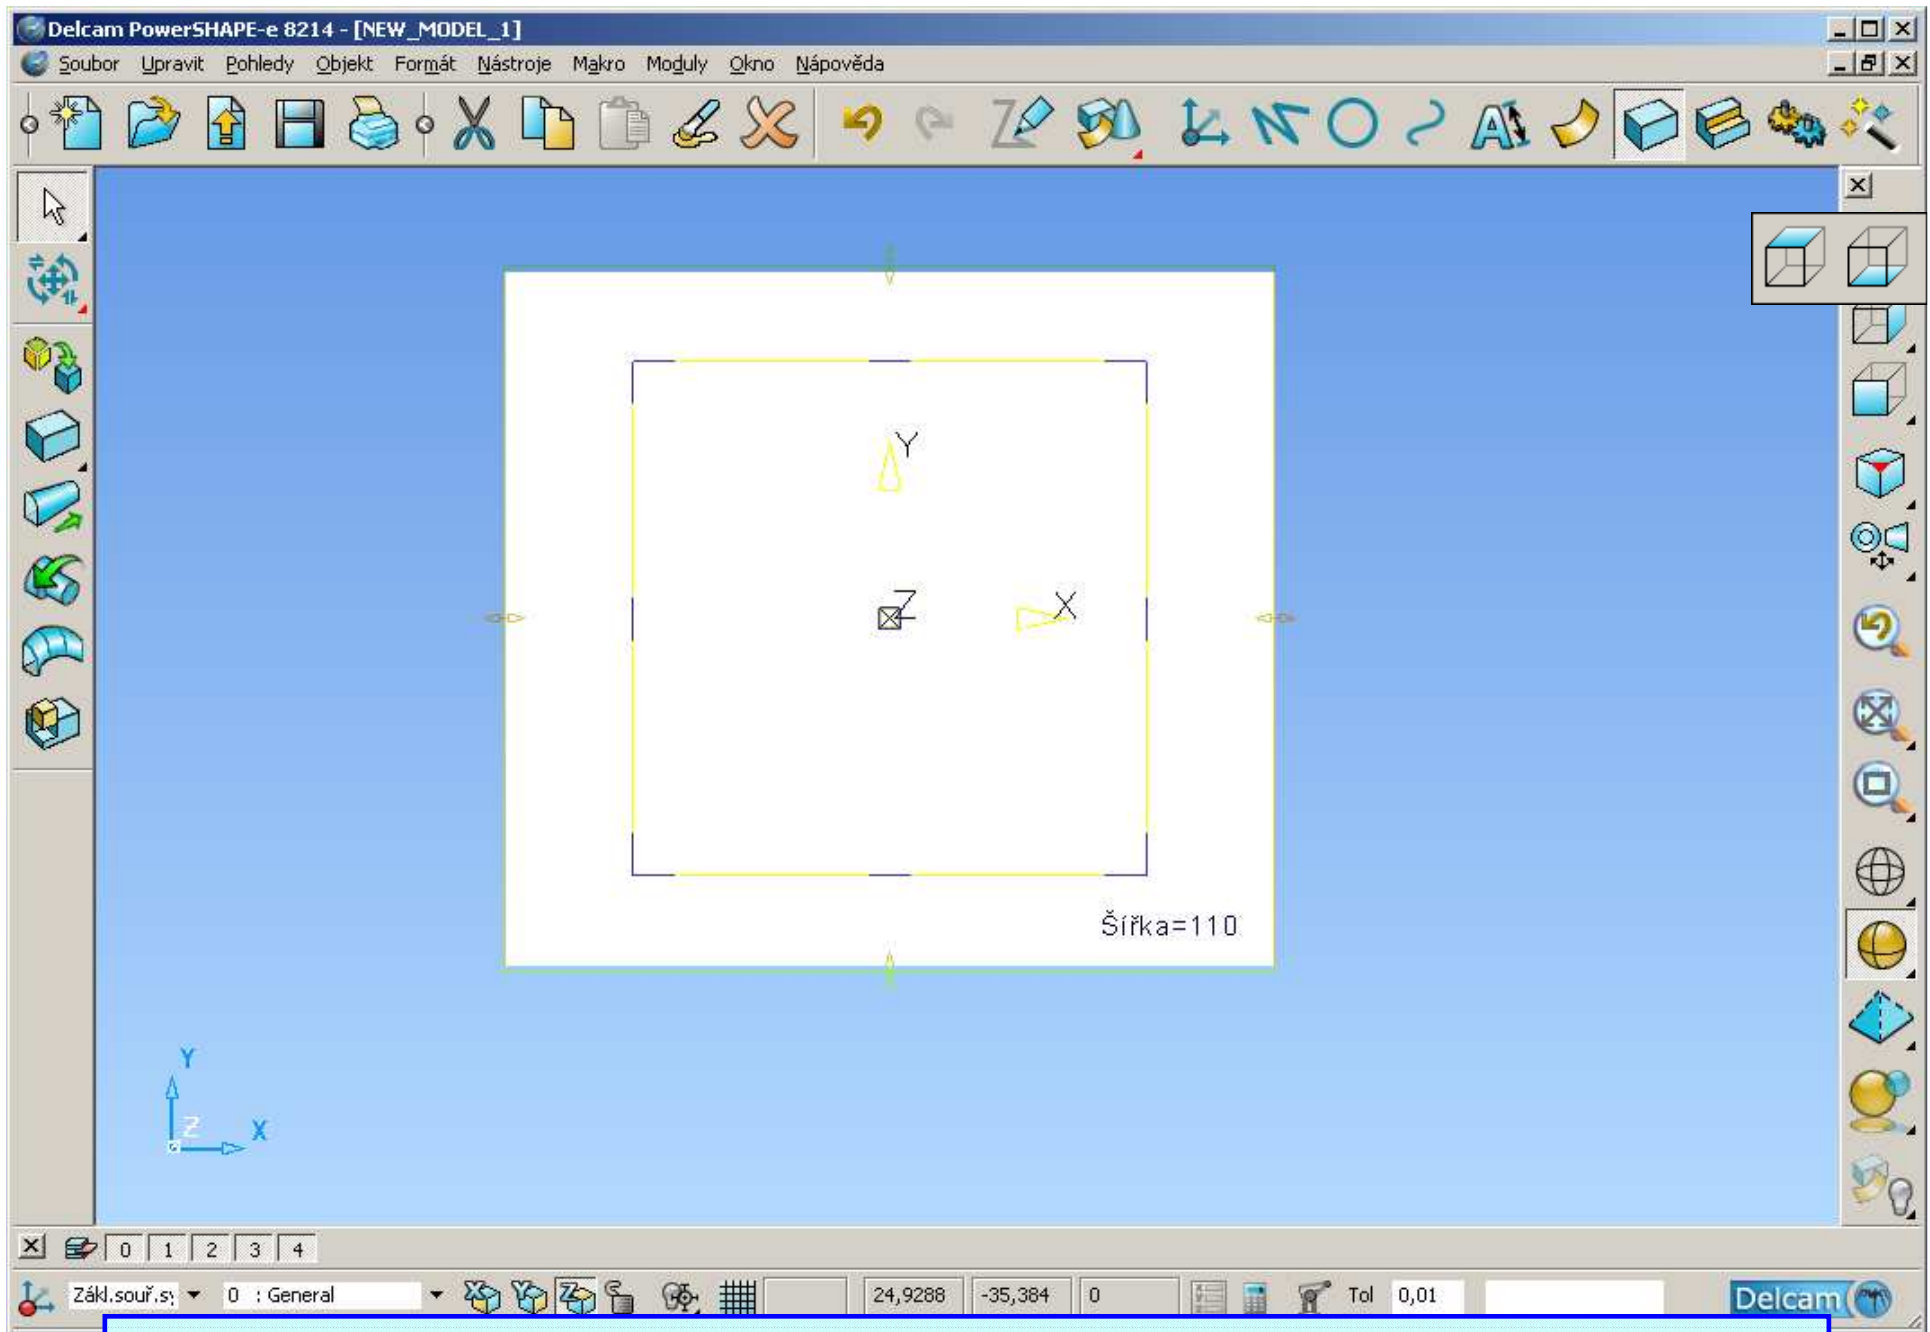 Delcam PowerSHAPE-e 8214 - [NEW_MODEL_1]
Soubor Upravit Pohledy Objekt Formát Nástroje Makro Moduly Okno Nápověda
Y
Z X
Šířka=110
Y
Z X
0 1 2 3 4
Zákl.souř.sy 0 : General 24,9288 -35,384 0 Tol 0,01 Delcam